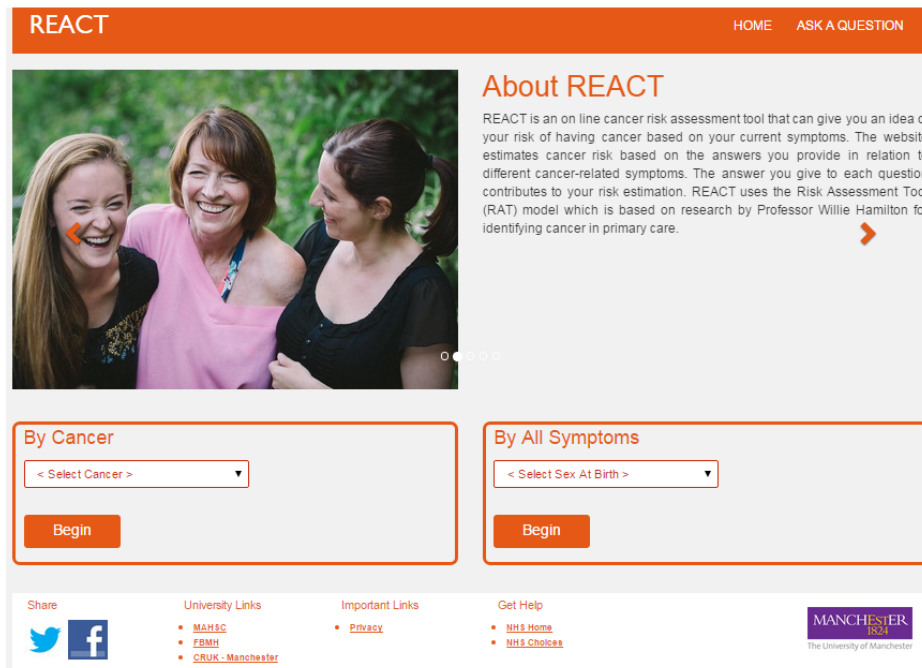 REACT
HOME ASK A QUESTION
About REACT
REACT is an on line cancer risk assessment tool that can give you an idea
your risk of having cancer based on your current symptoms. The
estimates cancer risk based on the answers you provide in relation
different cancer-related symptoms. The answer you give to each question
contributes to your risk estimation. REACT uses the Risk Assessment
(RAT) model which is based on research by Professor Willie Hamilton
identifying cancer in primary care.
By Cancer
< Select Cancer >
Begin
By All Symptoms
< Select Sex At Birth >
Begin
Share
University Links
MAHSC
FBMH
CRUK - Manchester
Important Links
Privacy
Get Help
NHS Home
NHS Choices
MANCHESTER
1824
The University of Manchester